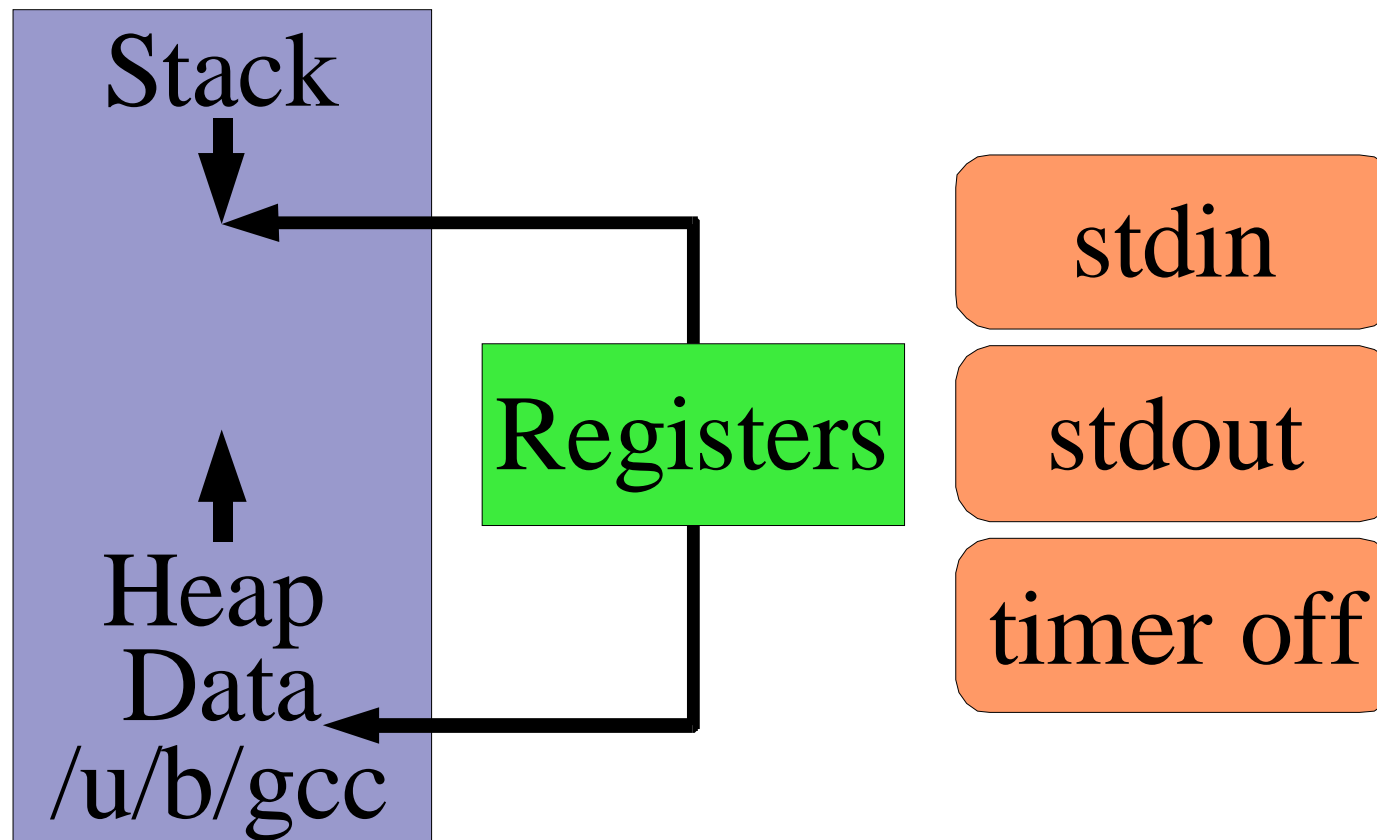 Stack
Heap
Data
/u/b/gcc
Registers
stdin
stdout
timer off